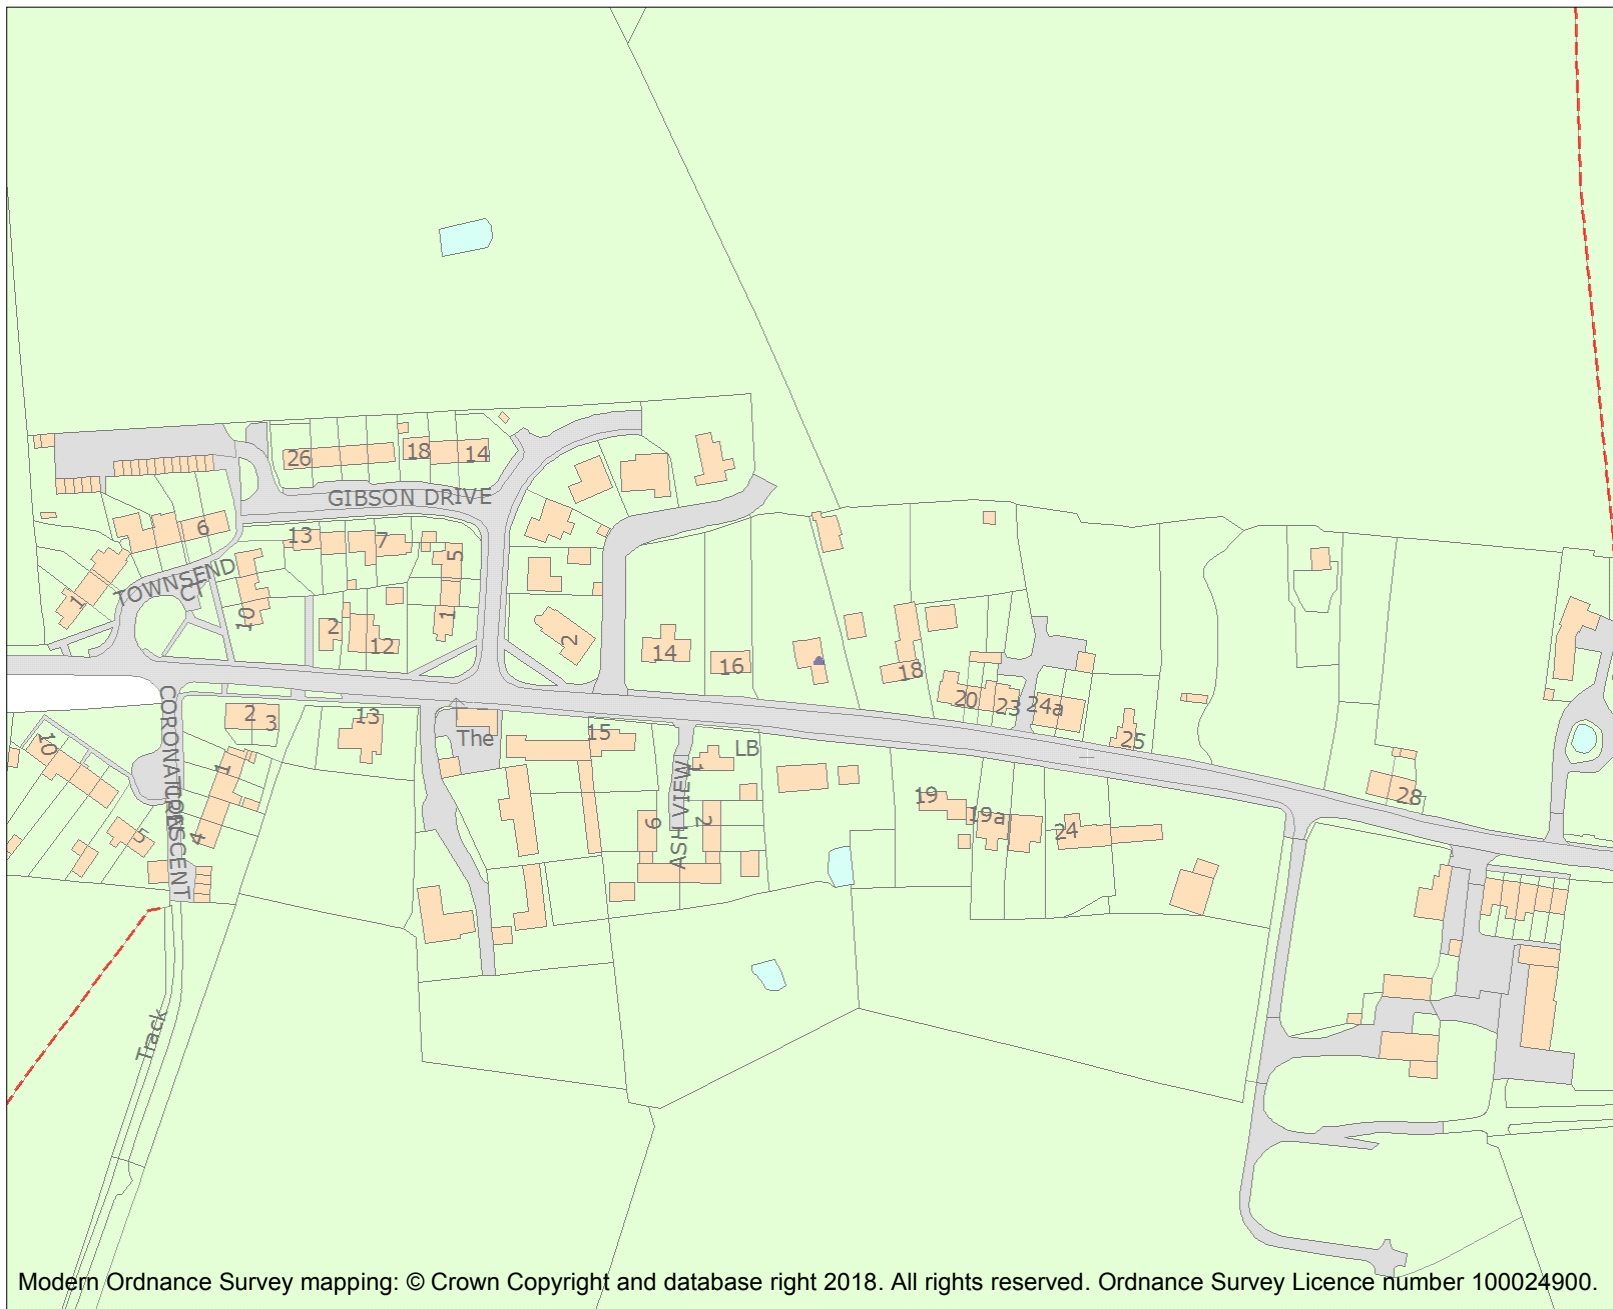 26
18
14
GIBSON DRIVE
6
13
7
5
TOWNSEND
CT
1
10
2
12
1
2
14
16
18
20
23
24a
25
CORONATION
CRESCENT
2
3
13
The
15
LB
10
1
1
ASH VIEW
19
19a
24
28
5
4
6
2
Track
Modern Ordnance Survey mapping: © Crown Copyright and database right 2018. All rights reserved. Ordnance Survey Licence number 100024900.